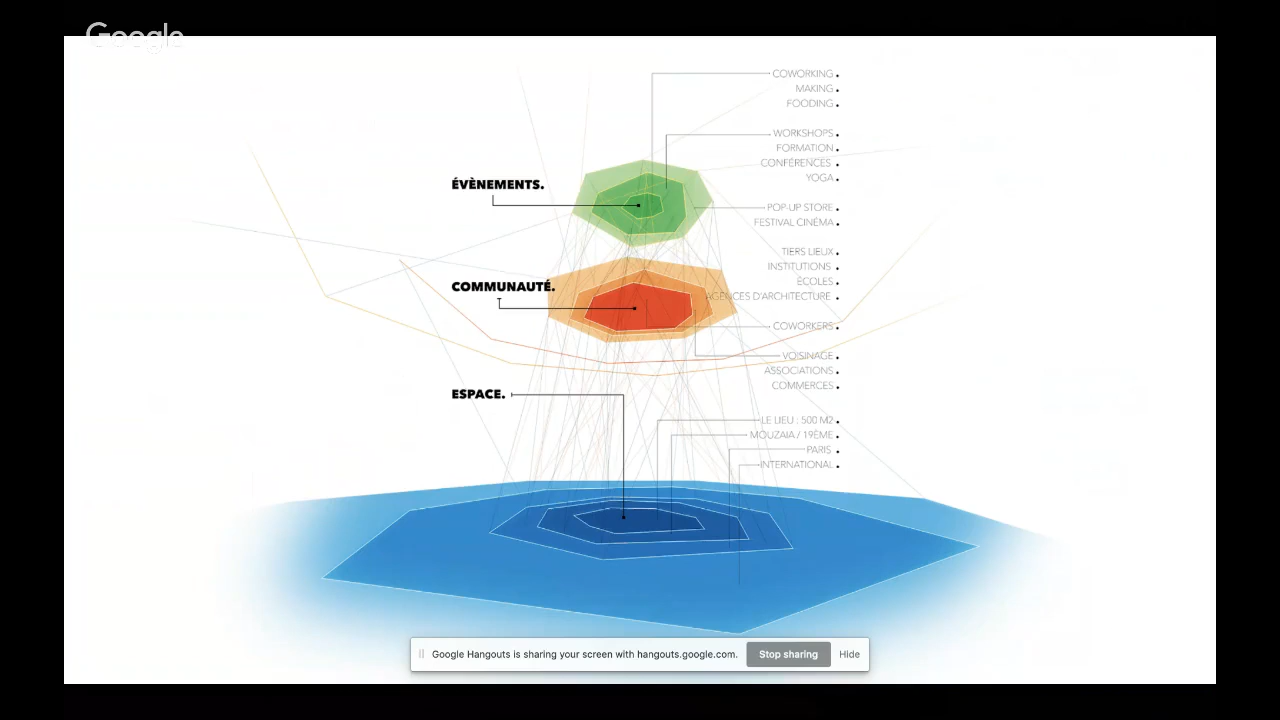 Google
COWORKING
MAKING
FOODING
WORKSHOPS
FORMATION
CONFÉRENCES
YOGA
ÉVÈNEMENTS.
POP-UP STORE
FESTIVAL CINÉMA
TIERS LIEUX
INSTITUTIONS
ÉCOLES
COMMUNAUTÉ.
AGENCES D'ARCHITECTURE
COWORKERS
VOISINAGE
ASSOCIATIONS
COMMERCES
ESPACE.
LE LIEU : 500 M2
MOUZAIA / 19ÈME
PARIS
INTERNATIONAL
Google Hangouts is sharing your screen with hangouts.google.com. Stop sharing Hide